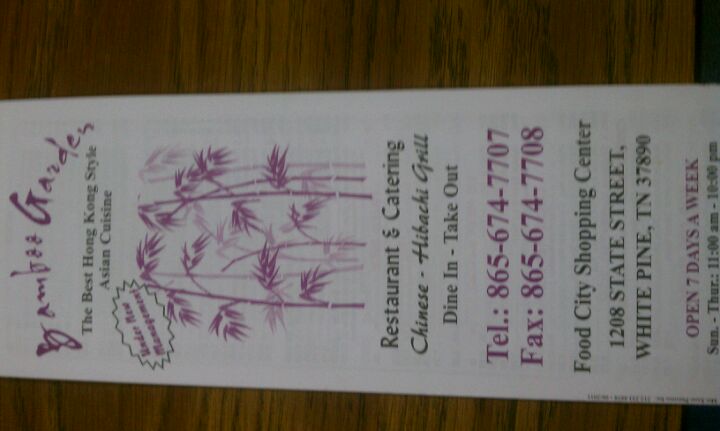 Bamboo Garden
The Best Hong Kong Style
Asian Cuisine
Under New
Management
Restaurant & Catering
Chinese - Hibachi Grill
Dine In - Take Out
Tel.: 865-674-7707
Fax: 865-674-7708
Food City Shopping Center
1208 STATE STREET,
WHITE PINE, TN 37890
OPEN 7 DAYS A WEEK
Sun. - Thur.: 11:00 am - 10:00 pm